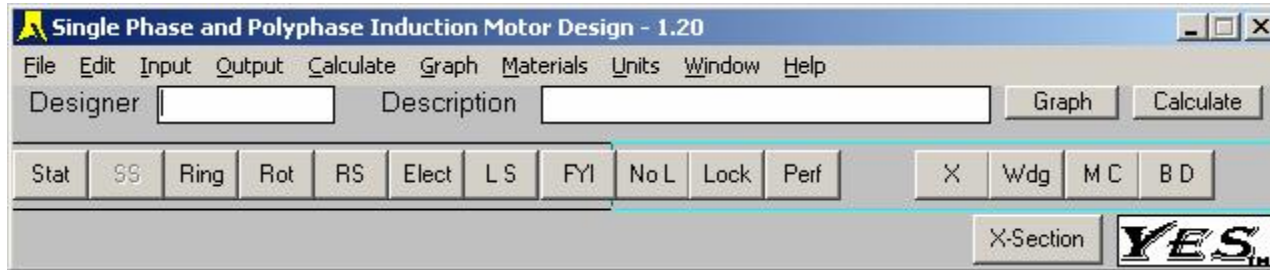 Single Phase and Polyphase Induction Motor Design - 1.20
File Edit Input Output Calculate Graph Materials Units Window Help
Designer Description Graph Calculate
Stat SS Ring Rot RS Elect L S FYI No L Lock Perf X Wdg M C B D
X-Section YES TM